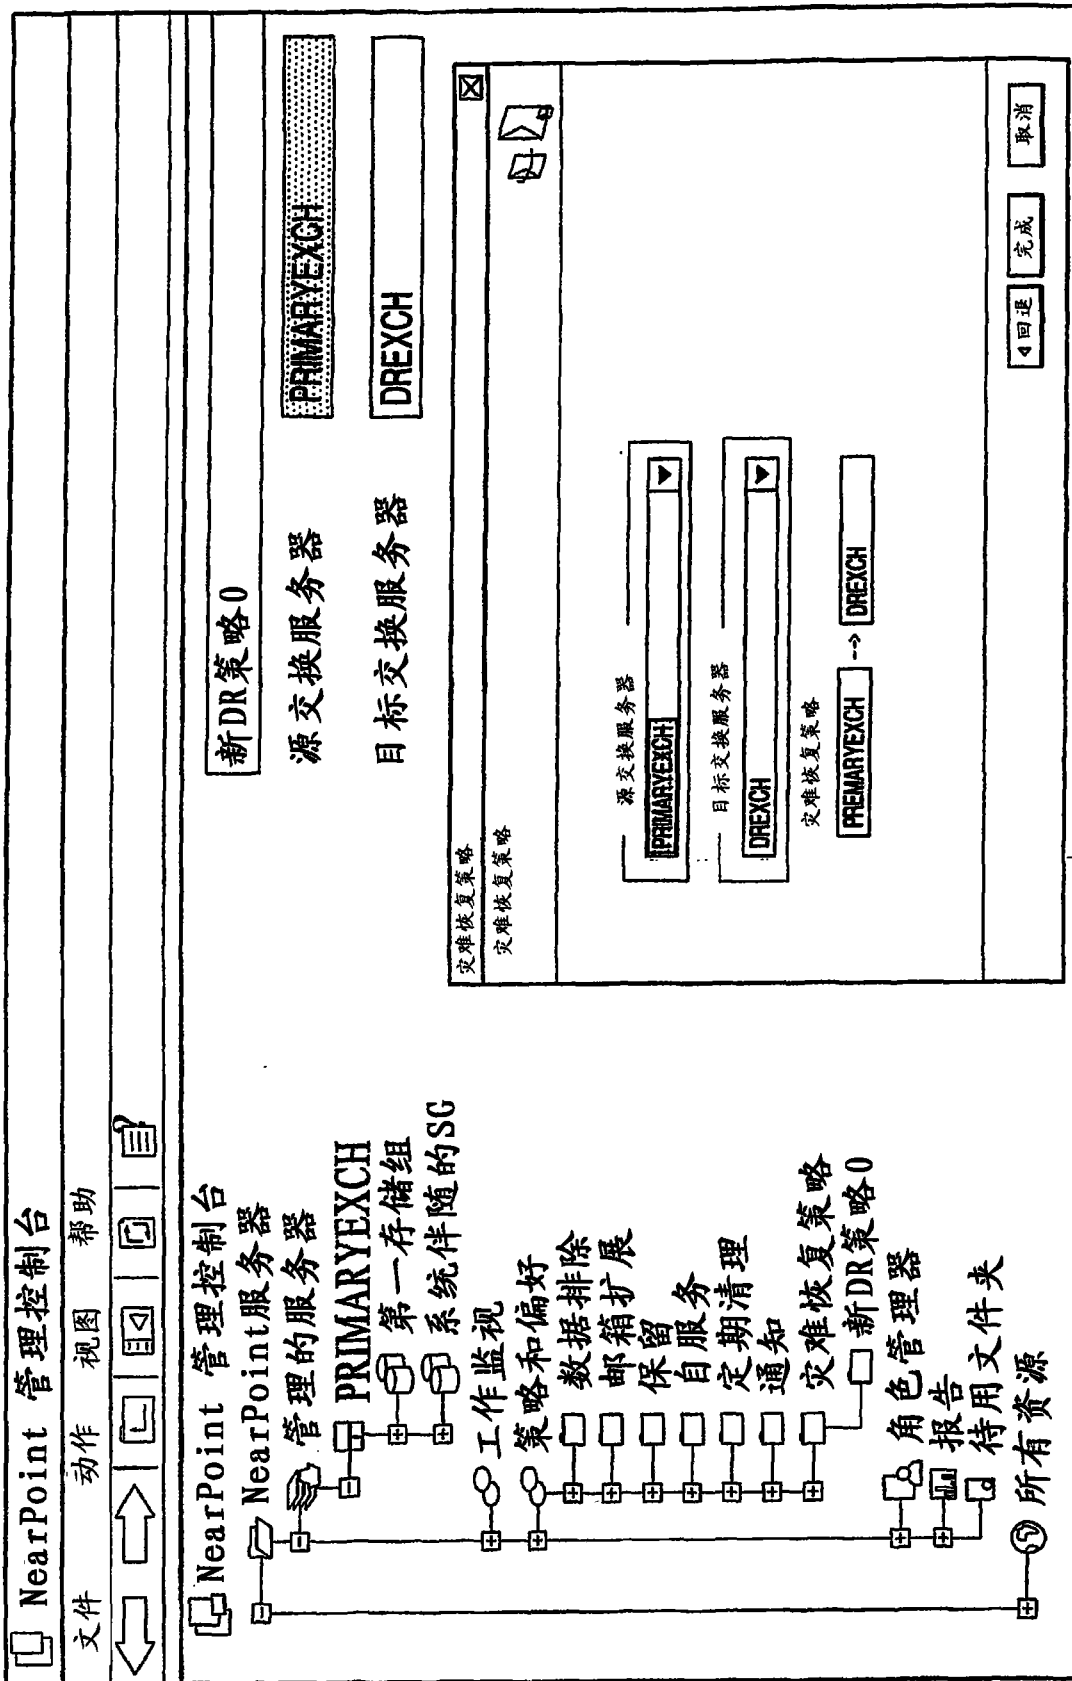 NearPoint 管理控制台
文件 动作 视图 帮助
NearPoint 管理控制台
NearPoint服务器
管理的服务器
PRIMARYEXCH
第一存储组
系统伴随的SG
工作监视
策略和偏好
数据排除
邮箱扩展
保留
自服务
定期清理
通知
灾难恢复策略
新DR策略0
角色管理器
报告
待用文件夹
所有资源
新DR策略0
源交换服务器 PRIMARYEXCH
目标交换服务器 DREXCH
灾难恢复策略
灾难恢复策略
源交换服务器
PRIMARYEXCH
目标交换服务器
DREXCH
灾难恢复策略
PREMARYEXCH --> DREXCH
回退 完成 取消